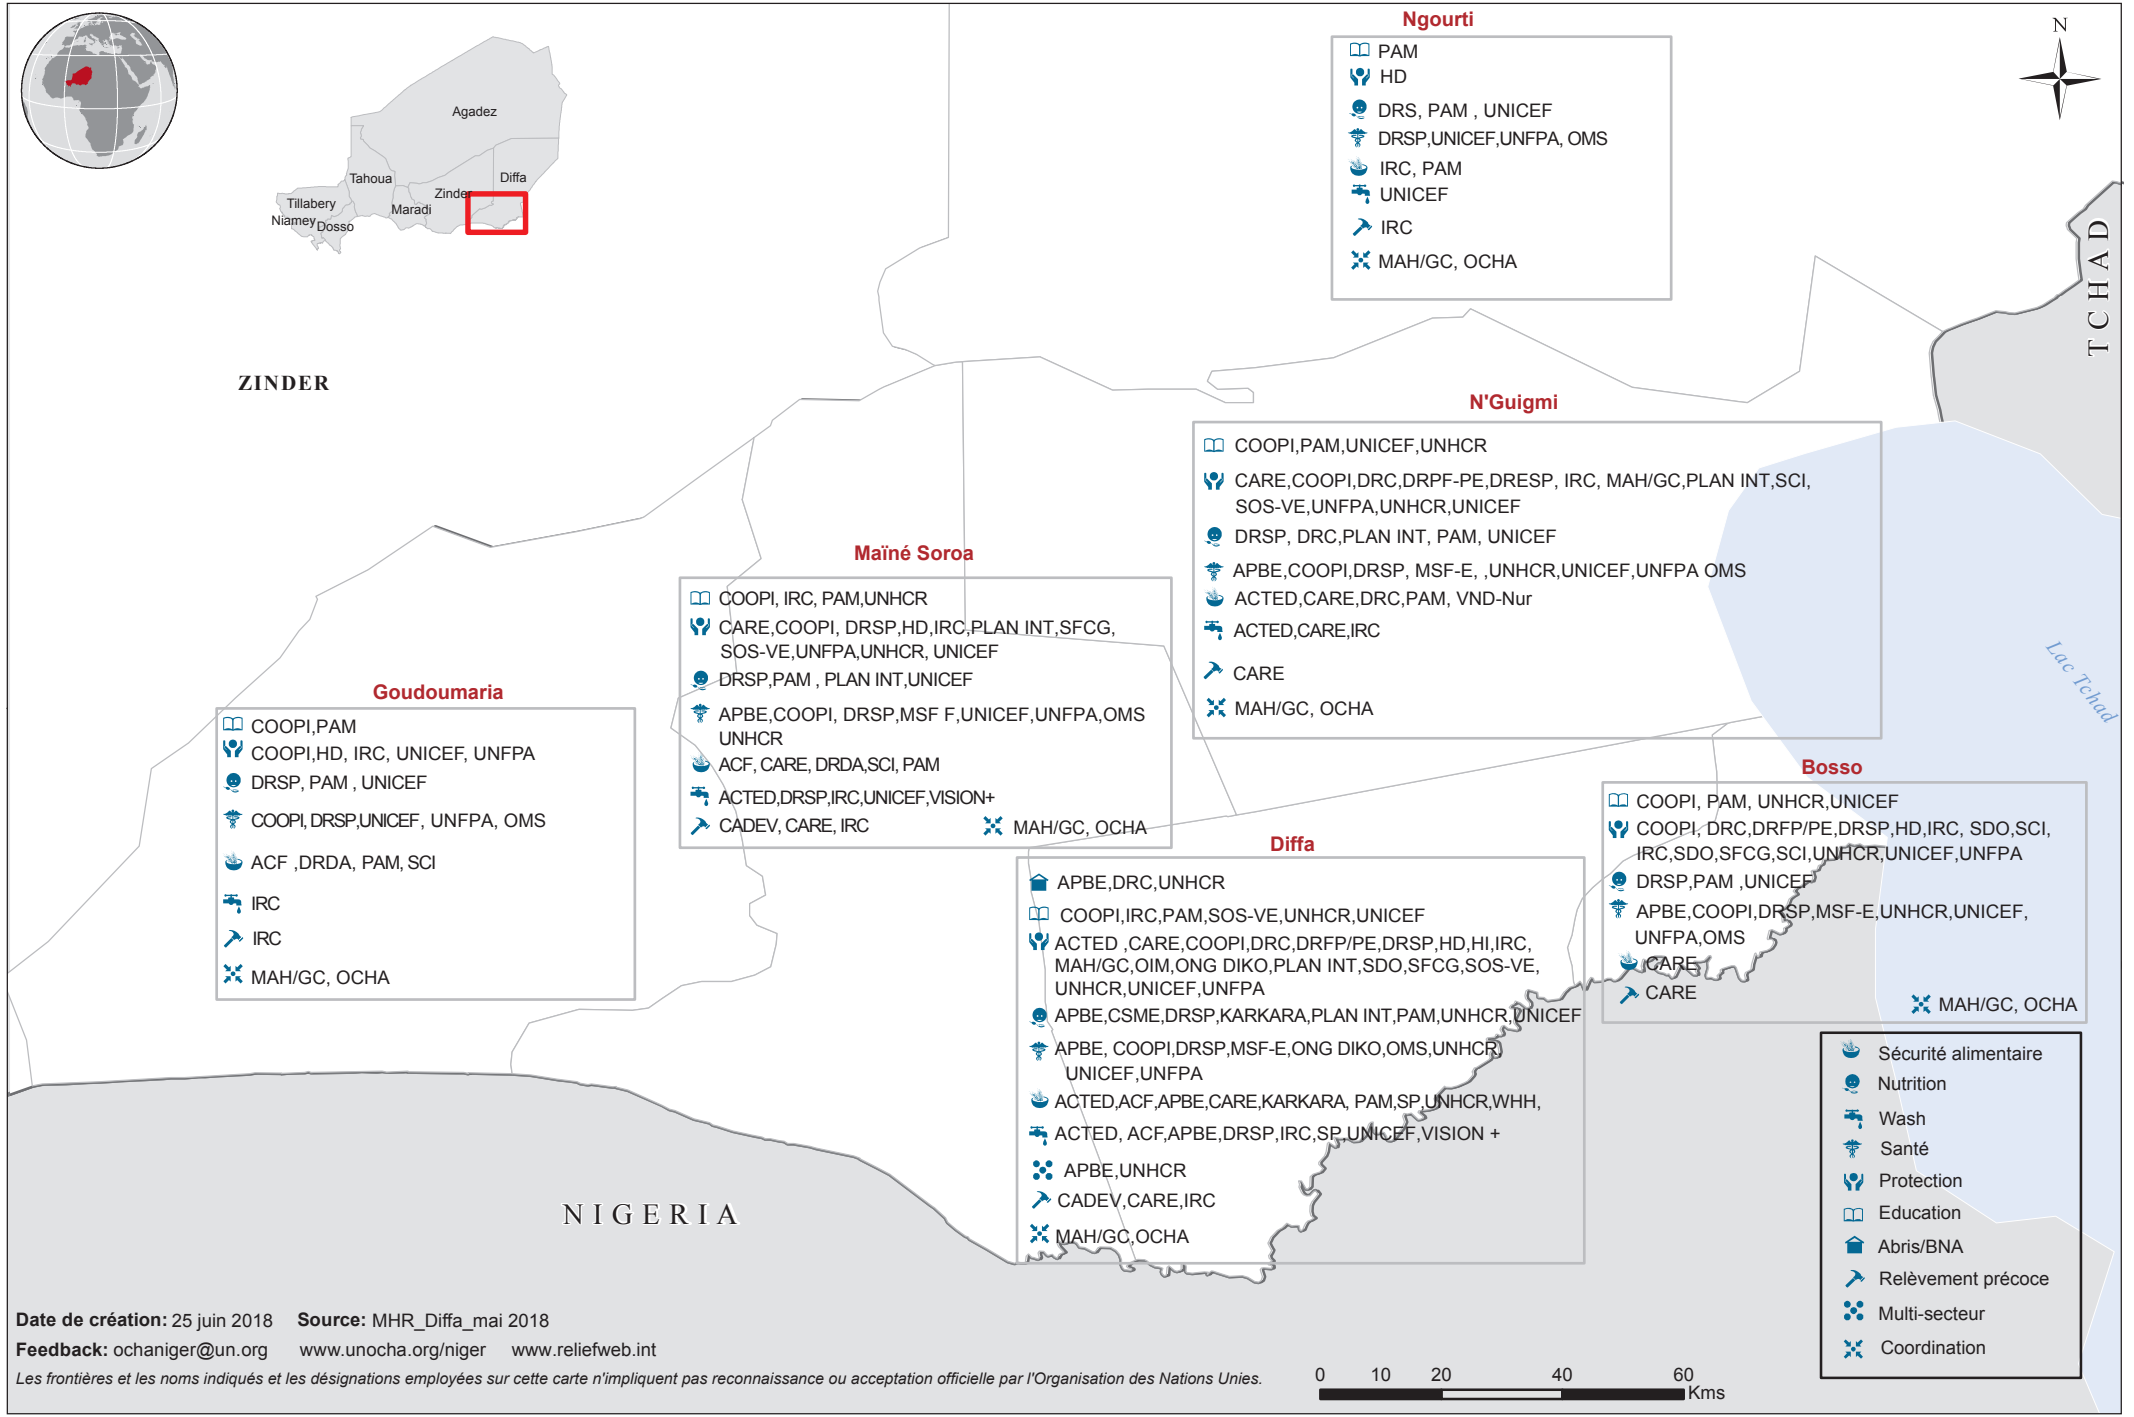 Agadez
Tahoua
Diffa
Zinder
Tillabery
Maradi
Niamey
Dosso
N
TCHAD
ZINDER
Ngourti
PAM
HD
DRS, PAM , UNICEF
DRSP,UNICEF,UNFPA, OMS
IRC, PAM
UNICEF
IRC
MAH/GC, OCHA
N'Guigmi
COOPI,PAM,UNICEF,UNHCR
CARE,COOPI,DRC,DRPF-PE,DRESP, IRC, MAH/GC,PLAN INT,SCI,
SOS-VE,UNFPA,UNHCR,UNICEF
DRSP, DRC,PLAN INT, PAM, UNICEF
APBE,COOPI,DRSP, MSF-E, ,UNHCR,UNICEF,UNFPA OMS
ACTED,CARE,DRC,PAM, VND-Nur
ACTED,CARE,IRC
CARE
MAH/GC, OCHA
Maïné Soroa
COOPI, IRC, PAM,UNHCR
CARE,COOPI, DRSP,HD,IRC,PLAN INT,SFCG,
SOS-VE,UNFPA,UNHCR, UNICEF
DRSP,PAM , PLAN INT,UNICEF
APBE,COOPI, DRSP,MSF F,UNICEF,UNFPA,OMS
UNHCR
ACF, CARE, DRDA,SCI, PAM
ACTED,DRSP,IRC,UNICEF,VISION+
CADEV, CARE, IRC
MAH/GC, OCHA
Goudoumaria
COOPI,PAM
COOPI,HD, IRC, UNICEF, UNFPA
DRSP, PAM , UNICEF
COOPI, DRSP,UNICEF, UNFPA, OMS
ACF ,DRDA, PAM, SCI
IRC
IRC
MAH/GC, OCHA
Lac Tchad
Bosso
COOPI, PAM, UNHCR,UNICEF
COOPI, DRC,DRFP/PE,DRSP,HD,IRC, SDO,SCI,
IRC,SDO,SFCG,SCI,UNHCR,UNICEF,UNFPA
DRSP,PAM ,UNICEF
APBE,COOPI,DRSP,MSF-E,UNHCR,UNICEF,
UNFPA,OMS
CARE
CARE
MAH/GC, OCHA
Diffa
APBE,DRC,UNHCR
COOPI,IRC,PAM,SOS-VE,UNHCR,UNICEF
ACTED ,CARE,COOPI,DRC,DRFP/PE,DRSP,HD,HI,IRC,
MAH/GC,OIM,ONG DIKO,PLAN INT,SDO,SFCG,SOS-VE,
UNHCR,UNICEF,UNFPA
APBE,CSME,DRSP,KARKARA,PLAN INT,PAM,UNHCR,UNICEF
APBE, COOPI,DRSP,MSF-E,ONG DIKO,OMS,UNHCR,
UNICEF,UNFPA
ACTED,ACF,APBE,CARE,KARKARA, PAM,SP,UNHCR,WHH,
ACTED, ACF,APBE,DRSP,IRC,SP,UNICEF,VISION +
APBE,UNHCR
CADEV,CARE,IRC
MAH/GC,OCHA
NIGERIA
Sécurité alimentaire
Nutrition
Wash
Santé
Protection
Education
Abris/BNA
Relèvement précoce
Multi-secteur
Coordination
Date de création: 25 juin 2018 Source: MHR_Diffa_mai 2018
Feedback: ochaniger@un.org www.unocha.org/niger www.reliefweb.int
Les frontières et les noms indiqués et les désignations employées sur cette carte n'impliquent pas reconnaissance ou acceptation officielle par l'Organisation des Nations Unies.
0 10 20 40 60
Kms